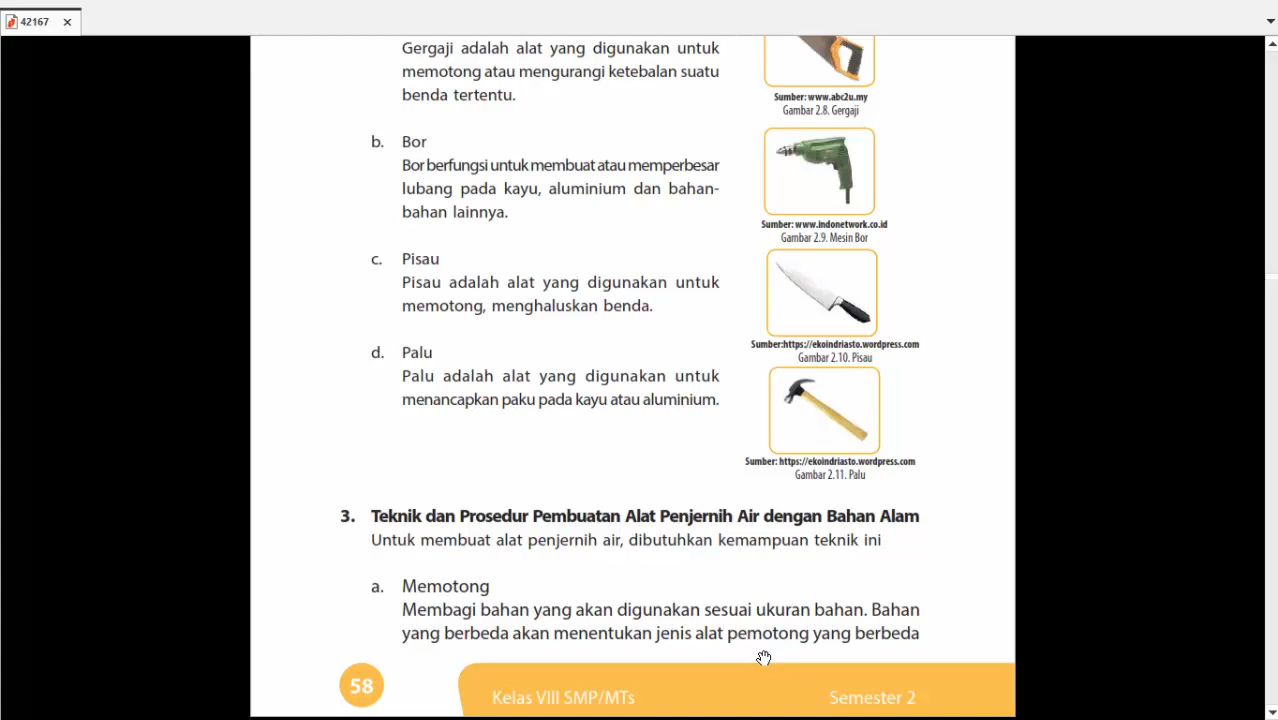 42167
Gergaji adalah alat yang digunakan untuk
memotong atau mengurangi ketebalan suatu
benda tertentu.
Sumber: www.abc2u.my
Gambar 2.8. Gergaji
b. Bor
Bor berfungsi untuk membuat atau memperbesar
lubang pada kayu, aluminium dan bahan-
bahan lainnya.
Sumber: www.indonetwork.co.id
Gambar 2.9. Mesin Bor
c. Pisau
Pisau adalah alat yang digunakan untuk
memotong, menghaluskan benda.
Sumber:https://ekoindriasto.wordpress.com
Gambar 2.10. Pisau
d. Palu
Palu adalah alat yang digunakan untuk
menancapkan paku pada kayu atau aluminium.
Sumber: https://ekoindriasto.wordpress.com
Gambar 2.11. Palu
3. Teknik dan Prosedur Pembuatan Alat Penjernih Air dengan Bahan Alam
Untuk membuat alat penjernih air, dibutuhkan kemampuan teknik ini
a. Memotong
Membagi bahan yang akan digunakan sesuai ukuran bahan. Bahan
yang berbeda akan menentukan jenis alat pemotong yang berbeda
58
Kelas VIII SMP/MTs
Semester 2